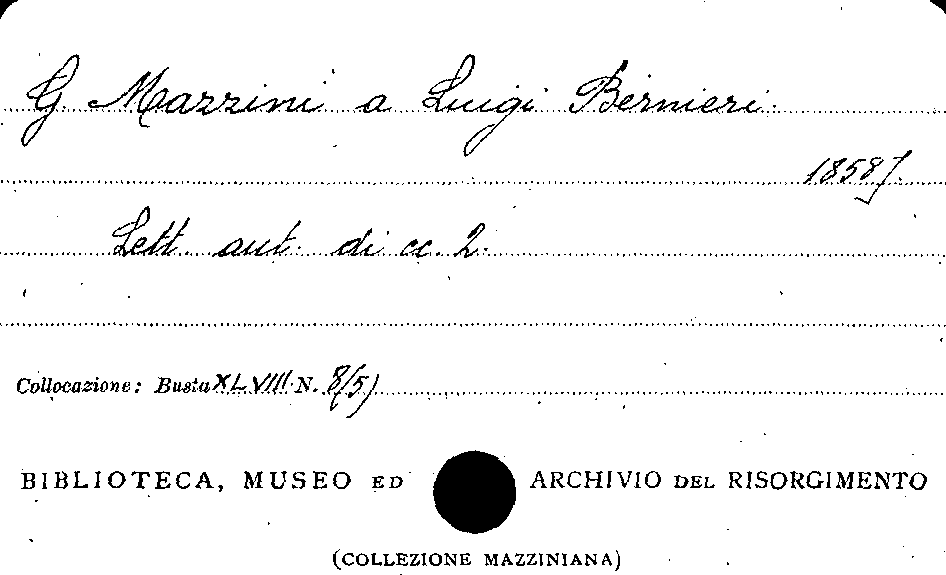 G. Mazzini a Luigi Bernieri.
1858].
Lett. aut. di cc. 2.
Collocazione: Busta XLVIII N. 8/5)
BIBLIOTECA, MUSEO ED ARCHIVIO DEL RISORGIMENTO
(COLLEZIONE MAZZINIANA)